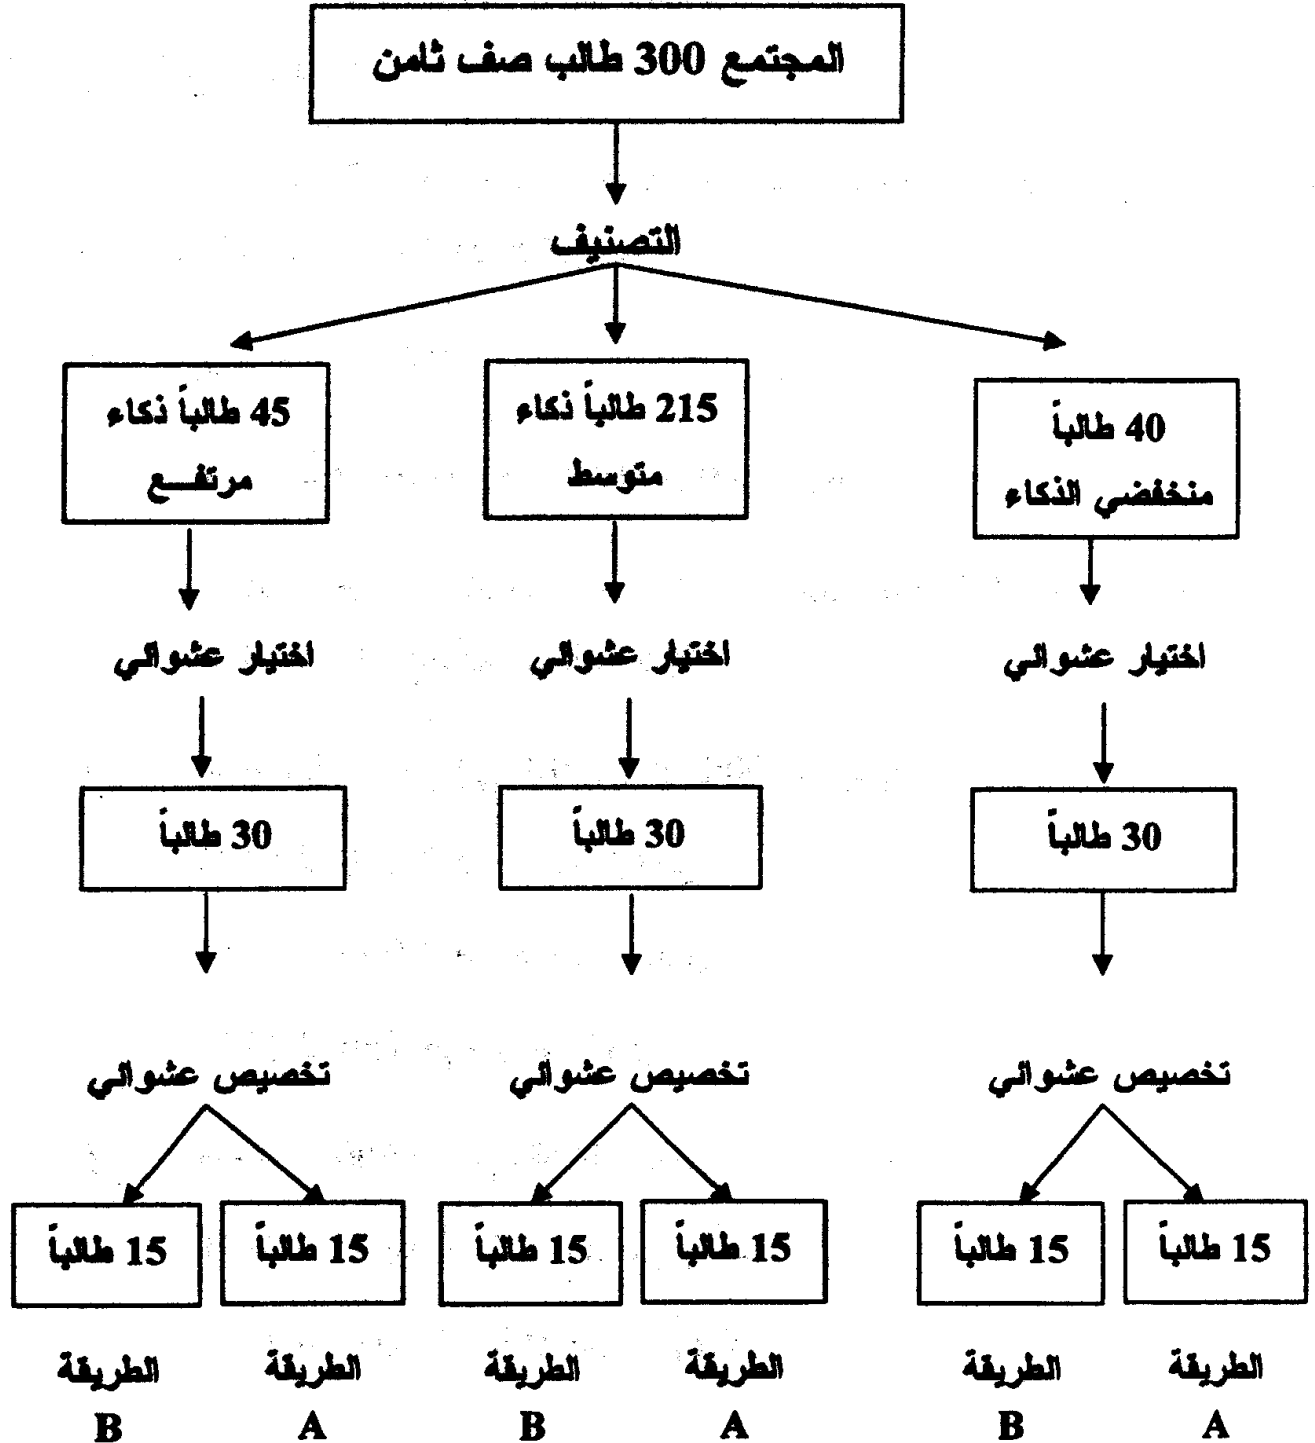 المجتمع 300 طالب صف ثامن
التصنيف
40 طالباً
منخفضي الذكاء
215 طالباً ذكاء
متوسط
45 طالباً ذكاء
مرتفـــع
اختيار عشوائي
اختيار عشوائي
اختيار عشوائي
30 طالباً
30 طالباً
30 طالباً
تخصيص عشوائي
تخصيص عشوائي
تخصيص عشوائي
15 طالباً
15 طالباً
15 طالباً
15 طالباً
15 طالباً
15 طالباً
الطريقة
A
الطريقة
B
الطريقة
A
الطريقة
B
الطريقة
A
الطريقة
B